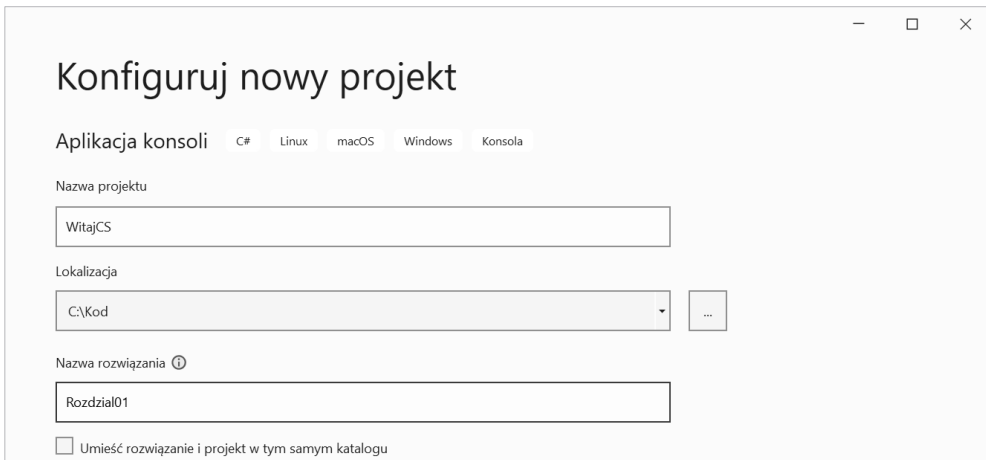 Konfiguruj nowy projekt
Aplikacja konsoli C# Linux macOS Windows Konsola
Nazwa projektu
WitajCS
Lokalizacja
C:\Kod
...
Nazwa rozwiązania
Rozdzial01
Umieść rozwiązanie i projekt w tym samym katalogu